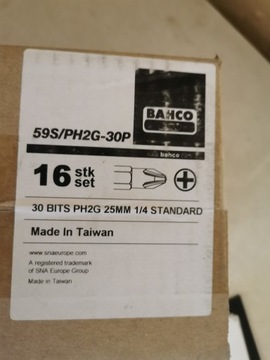 BAHCO
bahco
59S/PH2G-30P
16 stk
set
30 BITS PH2G 25MM 1/4 STANDARD
Made In Taiwan
www.snaeurope.com
A registered trademark
of SNA Europe Group
Made in Taiwan